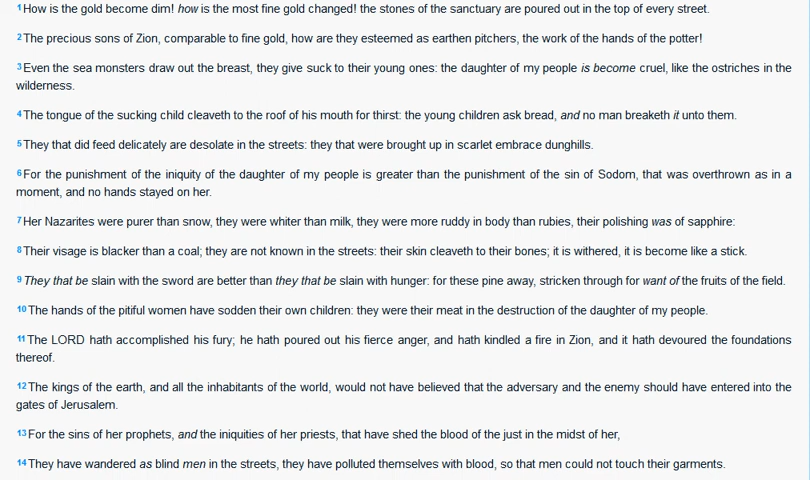 1How is the gold become dim! how is the most fine gold changed! the stones of the sanctuary are poured out in the top of every street.
2The precious sons of Zion, comparable to fine gold, how are they esteemed as earthen pitchers, the work of the hands of the potter!
3Even the sea monsters draw out the breast, they give suck to their young ones: the daughter of my people is become cruel, like the ostriches in the
wilderness.
4The tongue of the sucking child cleaveth to the roof of his mouth for thirst: the young children ask bread, and no man breaketh it unto them.
5They that did feed delicately are desolate in the streets: they that were brought up in scarlet embrace dunghills.
6For the punishment of the iniquity of the daughter of my people is greater than the punishment of the sin of Sodom, that was overthrown as in a
moment, and no hands stayed on her.
7Her Nazarites were purer than snow, they were whiter than milk, they were more ruddy in body than rubies, their polishing was of sapphire:
8Their visage is blacker than a coal; they are not known in the streets: their skin cleaveth to their bones; it is withered, it is become like a stick.
9They that be slain with the sword are better than they that be slain with hunger: for these pine away, stricken through for want of the fruits of the field.
10The hands of the pitiful women have sodden their own children: they were their meat in the destruction of the daughter of my people.
11The LORD hath accomplished his fury; he hath poured out his fierce anger, and hath kindled a fire in Zion, and it hath devoured the foundations
thereof.
12The kings of the earth, and all the inhabitants of the world, would not have believed that the adversary and the enemy should have entered into the
gates of Jerusalem.
13For the sins of her prophets, and the iniquities of her priests, that have shed the blood of the just in the midst of her,
14They have wandered as blind men in the streets, they have polluted themselves with blood, so that men could not touch their garments.